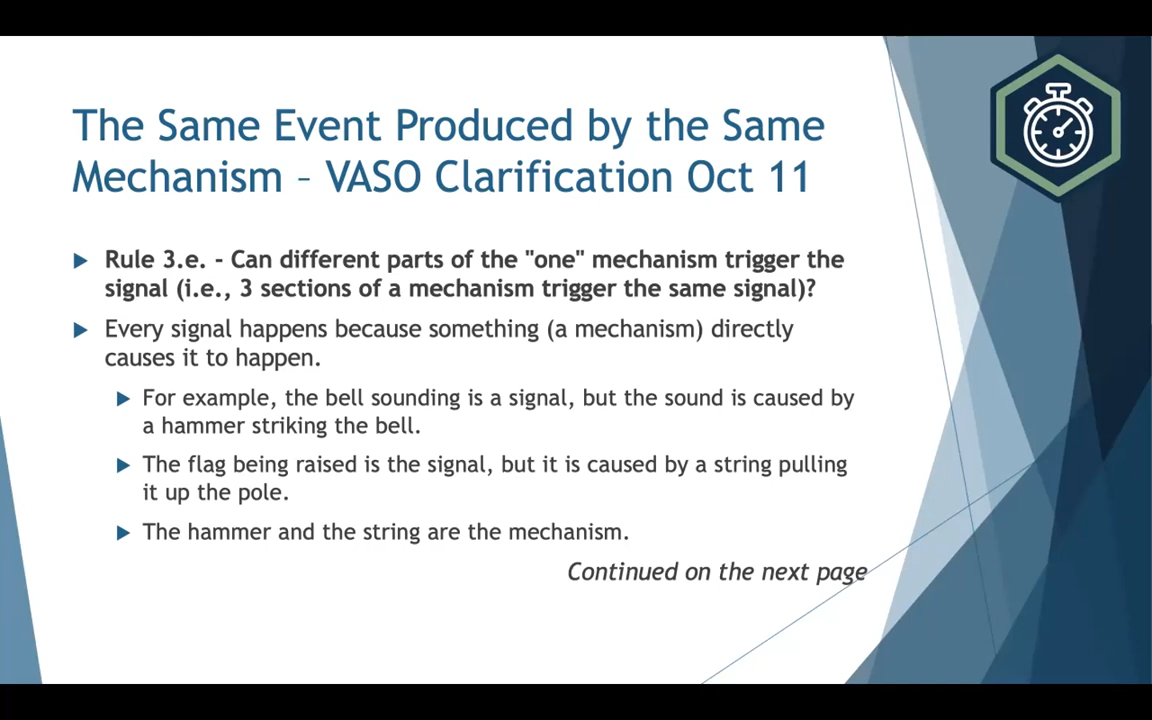 The Same Event Produced by the Same
Mechanism – VASO Clarification Oct 11
Rule 3.e. - Can different parts of the "one" mechanism trigger the
signal (i.e., 3 sections of a mechanism trigger the same signal)?
Every signal happens because something (a mechanism) directly
causes it to happen.
For example, the bell sounding is a signal, but the sound is caused by
a hammer striking the bell.
The flag being raised is the signal, but it is caused by a string pulling
it up the pole.
The hammer and the string are the mechanism.
Continued on the next page